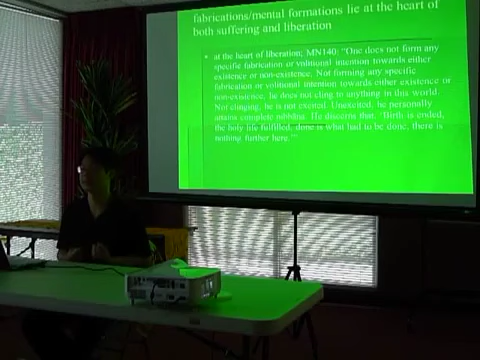 fabrications/mental formations lie at the heart of
both suffering and liberation
• at the heart of liberation; MN140: "One does not form any
specific fabrication or volitional intention towards either
existence or non-existence. Not forming any specific
fabrication or volitional intention towards either existence or
non-existence, he does not cling to anything in this world.
Not clinging, he is not excited. Unexcited, he personally
attains complete nibbāna. He discerns that: 'Birth is ended,
the holy life fulfilled, done is what had to be done, there is
nothing further here.'"